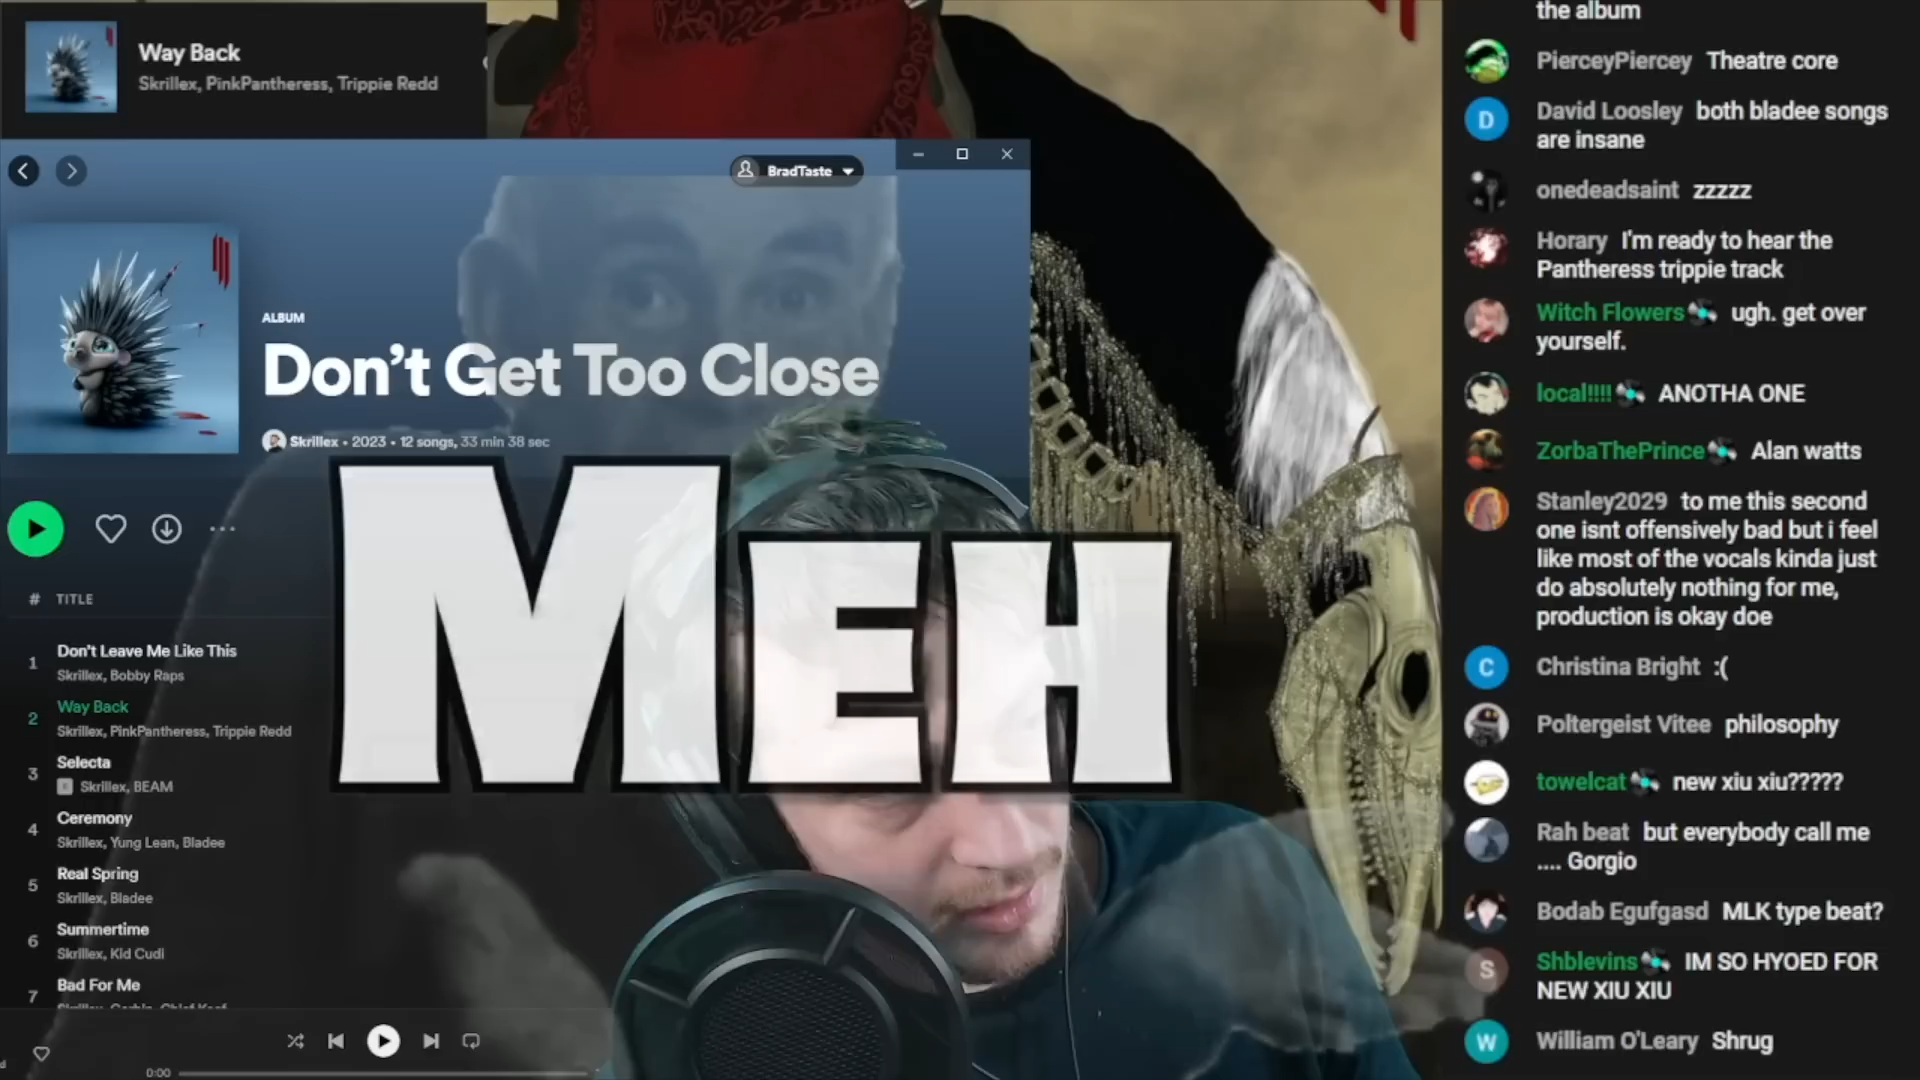 Way Back
Skrillex, PinkPantheress, Trippie Redd
BradTaste
ALBUM
Don't Get Too Close
Skrillex • 2023 • 12 songs, 33 min 38 sec
# TITLE
1 Don't Leave Me Like This
Skrillex, Bobby Raps
2 Way Back
Skrillex, PinkPantheress, Trippie Redd
3 Selecta
E Skrillex, BEAM
4 Ceremony
Skrillex, Yung Lean, Bladee
5 Real Spring
Skrillex, Bladee
6 Summertime
Skrillex, Kid Cudi
7 Bad For Me
0:00
MEH
the album
PierceyPiercey Theatre core
D David Loosley both bladee songs
are insane
onedeadsaint zzzzz
Horary I'm ready to hear the
Pantheress trippie track
Witch Flowers ugh. get over
yourself.
local!!!! ANOTHA ONE
ZorbaThePrince Alan watts
Stanley2029 to me this second
one isnt offensively bad but i feel
like most of the vocals kinda just
do absolutely nothing for me,
production is okay doe
C Christina Bright :(
Poltergeist Vitee philosophy
towelcat new xiu xiu?????
Rah beat but everybody call me
.... Gorgio
Bodab Egufgasd MLK type beat?
S Shblevins IM SO HYOED FOR
NEW XIU XIU
W William O'Leary Shrug